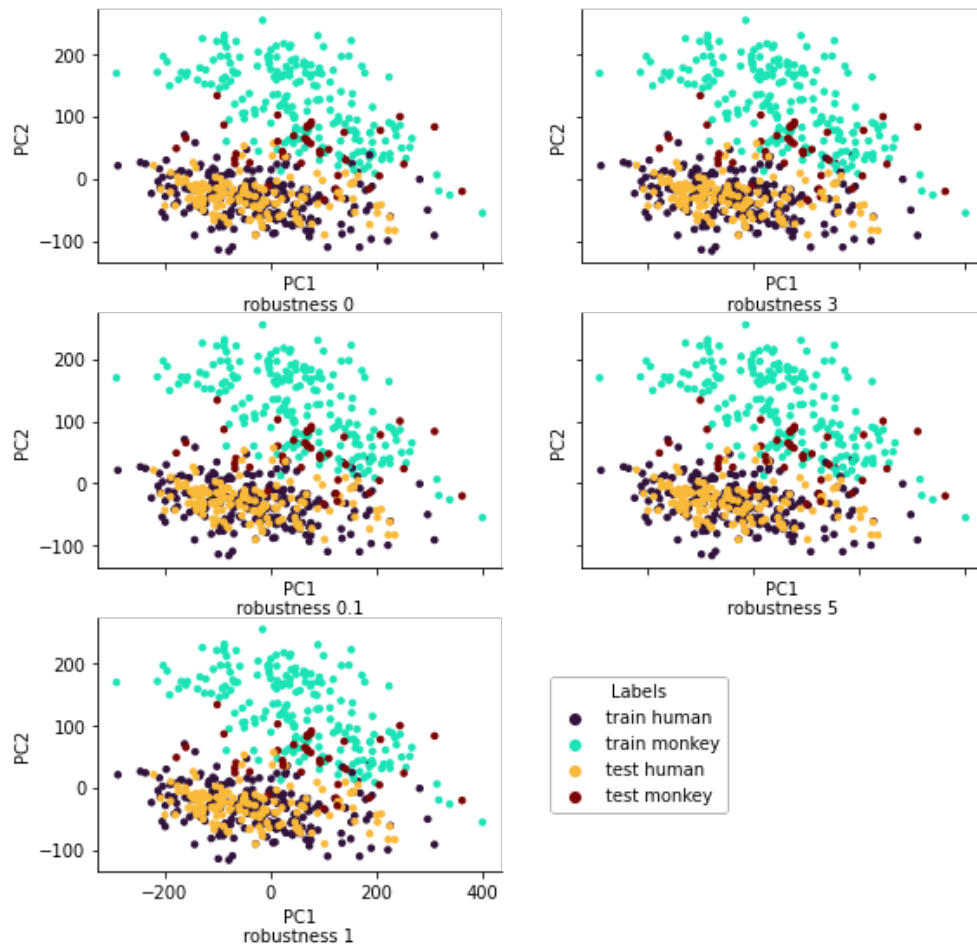 200
100
0
−100
PC2
PC1
robustness 0
PC2
PC1
robustness 3
200
100
0
−100
PC2
PC1
robustness 0.1
PC2
PC1
robustness 5
200
100
0
−100
PC2
−200 0 200 400
PC1
robustness 1
Labels
train human
train monkey
test human
test monkey